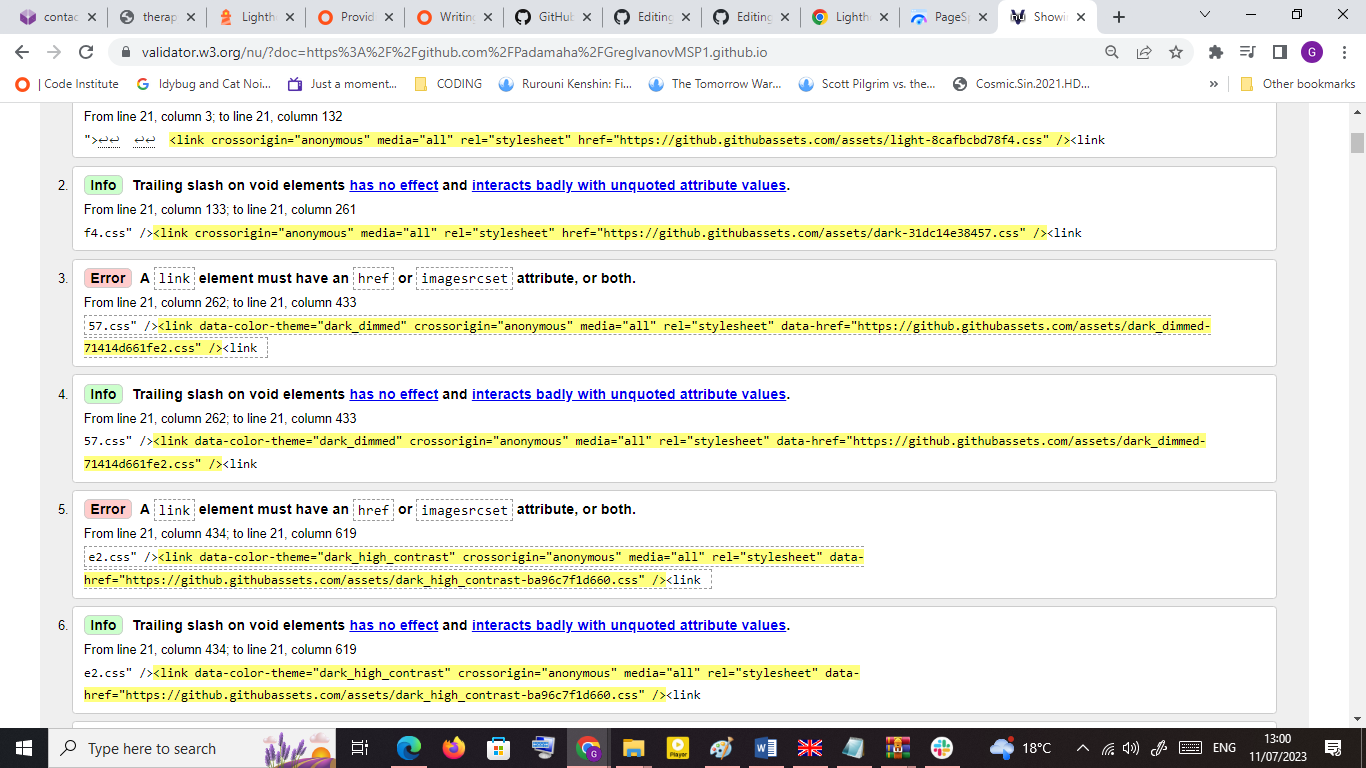 contac
therap
Lighth
Provid
Writing
GitHub
Editing
Editing
Lighth
PageSp
Showin
validator.w3.org/nu/?doc=https%3A%2F%2Fgithub.com%2FPadamaha%2FGregIvanovMSP1.github.io
G
| Code Institute
Idybug and Cat Noi...
Just a moment...
CODING
Rurouni Kenshin: Fi...
The Tomorrow War...
Scott Pilgrim vs. the...
Cosmic.Sin.2021.HD...
»
Other bookmarks
From line 21, column 3; to line 21, column 132
">↩↩ ↩↩ <link crossorigin="anonymous" media="all" rel="stylesheet" href="https://github.githubassets.com/assets/light-8cafbcbd78f4.css" /><link
2. Info Trailing slash on void elements has no effect and interacts badly with unquoted attribute values.
From line 21, column 133; to line 21, column 261
f4.css" /><link crossorigin="anonymous" media="all" rel="stylesheet" href="https://github.githubassets.com/assets/dark-31dc14e38457.css" /><link
3. Error A link element must have an href or imagesrcset attribute, or both.
From line 21, column 262; to line 21, column 433
57.css" /><link data-color-theme="dark_dimmed" crossorigin="anonymous" media="all" rel="stylesheet" data-href="https://github.githubassets.com/assets/dark_dimmed-
71414d661fe2.css" /><link
4. Info Trailing slash on void elements has no effect and interacts badly with unquoted attribute values.
From line 21, column 262; to line 21, column 433
57.css" /><link data-color-theme="dark_dimmed" crossorigin="anonymous" media="all" rel="stylesheet" data-href="https://github.githubassets.com/assets/dark_dimmed-
71414d661fe2.css" /><link
5. Error A link element must have an href or imagesrcset attribute, or both.
From line 21, column 434; to line 21, column 619
e2.css" /><link data-color-theme="dark_high_contrast" crossorigin="anonymous" media="all" rel="stylesheet" data-
href="https://github.githubassets.com/assets/dark_high_contrast-ba96c7f1d660.css" /><link
6. Info Trailing slash on void elements has no effect and interacts badly with unquoted attribute values.
From line 21, column 434; to line 21, column 619
e2.css" /><link data-color-theme="dark_high_contrast" crossorigin="anonymous" media="all" rel="stylesheet" data-
href="https://github.githubassets.com/assets/dark_high_contrast-ba96c7f1d660.css" /><link
Type here to search
G
Player
18°C
ENG
13:00
11/07/2023